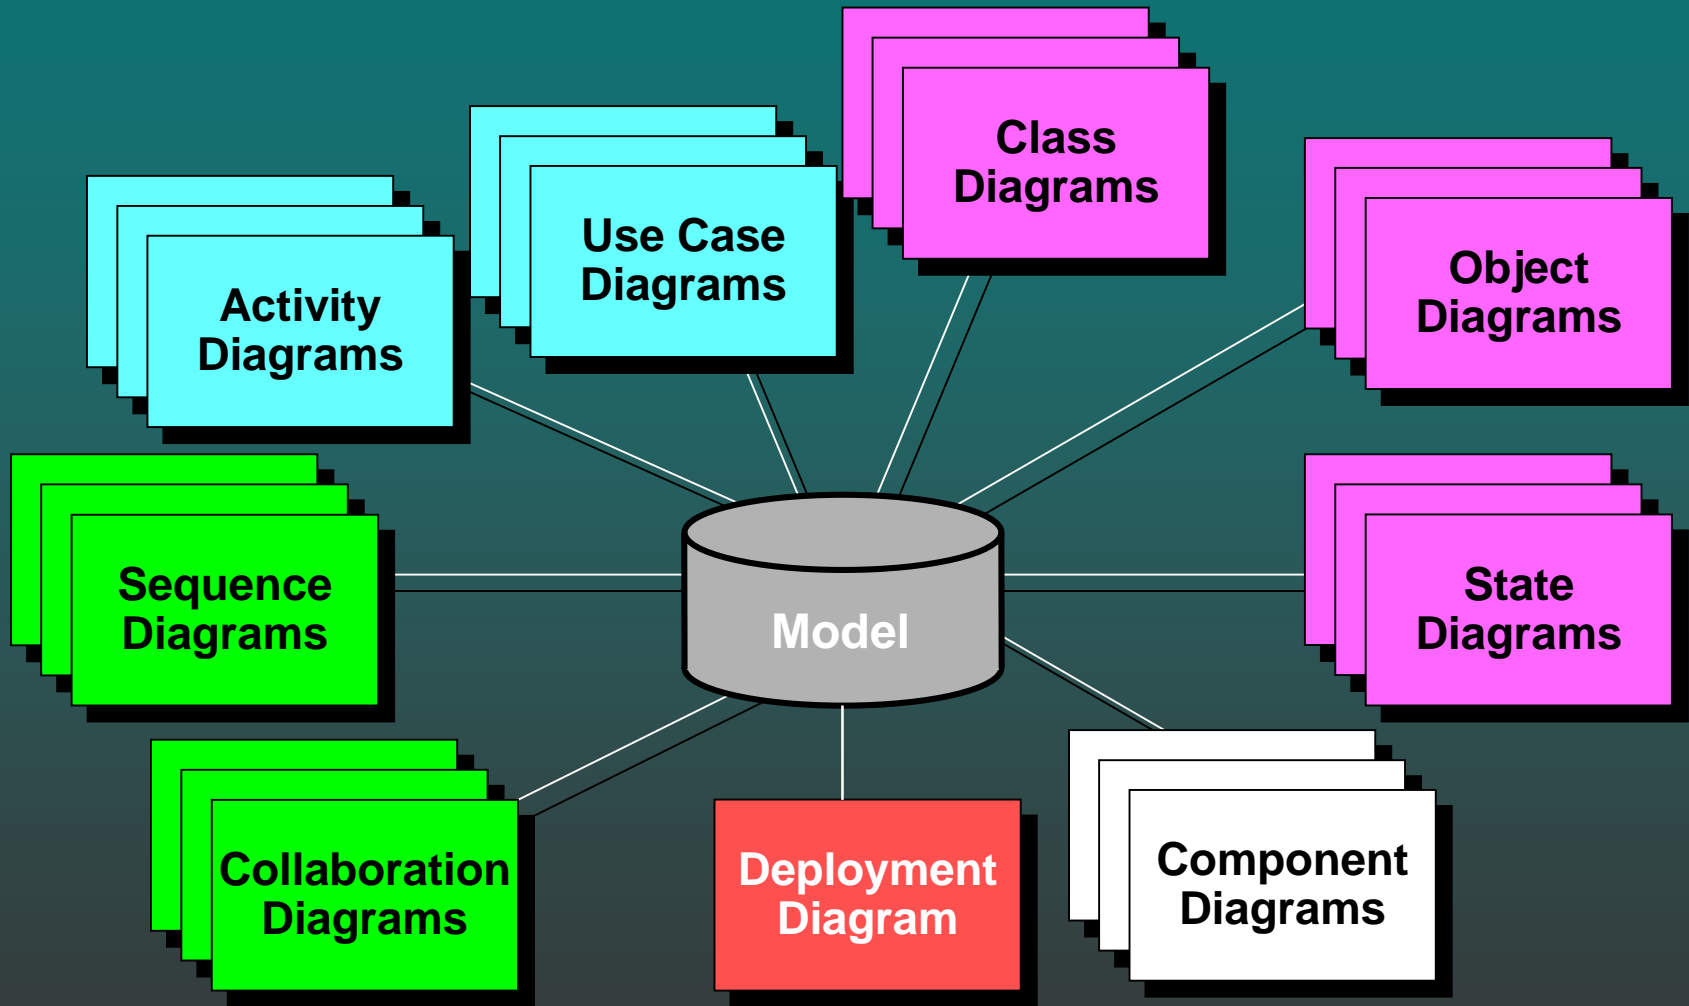 Class
Diagrams
Use Case
Diagrams
Object
Diagrams
Activity
Diagrams
Sequence
Diagrams
Model
State
Diagrams
Collaboration
Diagrams
Deployment
Diagram
Component
Diagrams